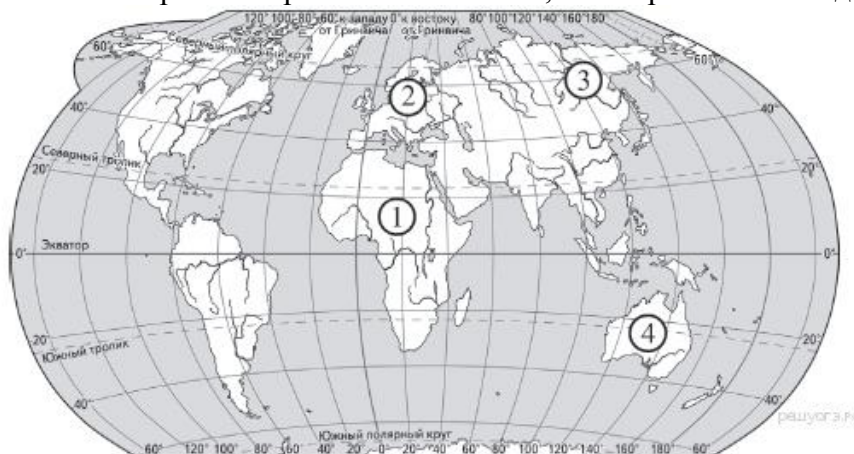 120° 100° 80° 60° к западу 0° к востоку 80° 100° 120° 140° 160° 180°
от Гринвича от Гринвича
Северный полярный круг
60° 60°
2 3
40° 40°
Северный тропик
20° 20°
1
Экватор
0° 0°
4
20° 20°
Южный тропик
40° 40°
решуогэ.рф
Южный полярный круг
60° 120° 100° 80° 60° 40° 20° 0° 20° 40° 60° 80° 100° 120° 140° 160° 180° 60°